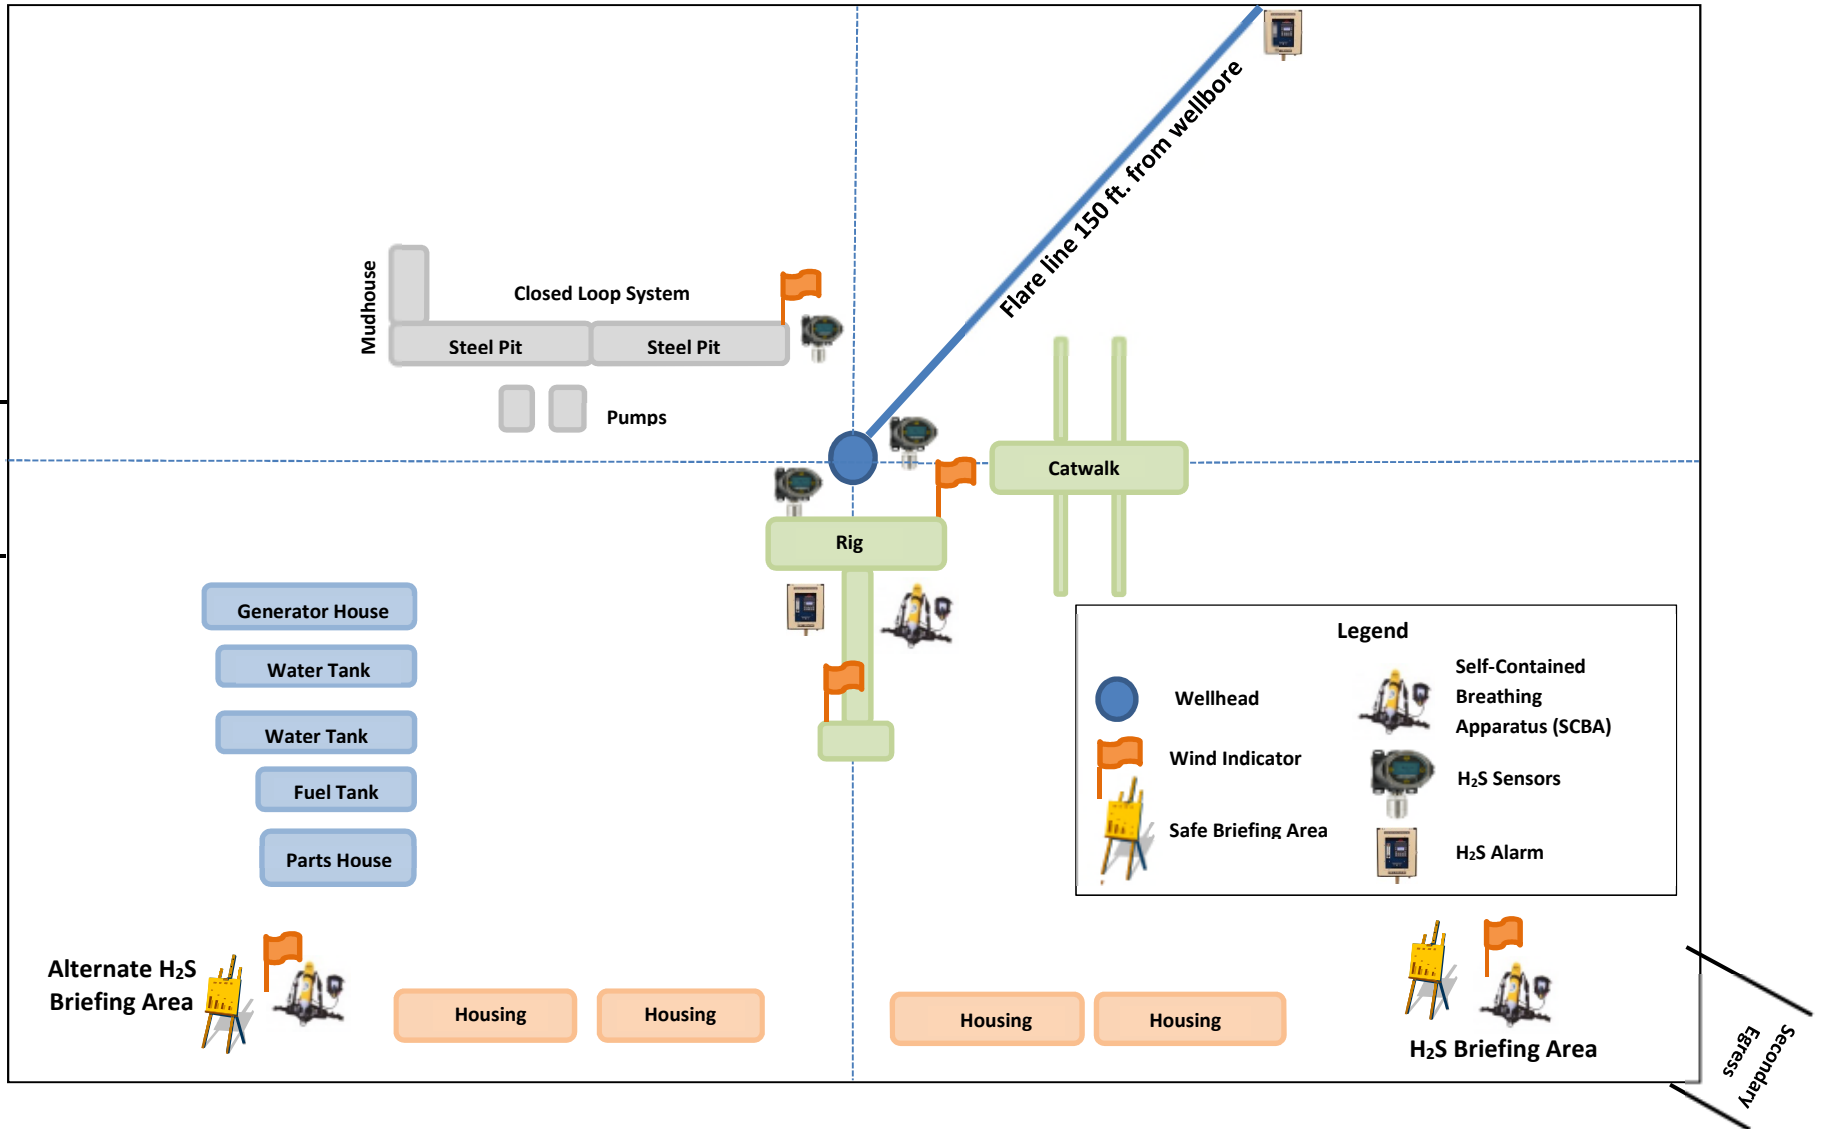 Flare line 150 ft. from wellbore
Mudhouse
Closed Loop System
Steel Pit
Steel Pit
Pumps
Catwalk
Rig
Generator House
Water Tank
Water Tank
Fuel Tank
Parts House
Legend
Wellhead
Wind Indicator
Safe Briefing Area
Self-Contained
Breathing
Apparatus (SCBA)
H2S Sensors
H2S Alarm
Alternate H2S
Briefing Area
Housing
Housing
Housing
Housing
H2S Briefing Area
Secondary
Egress